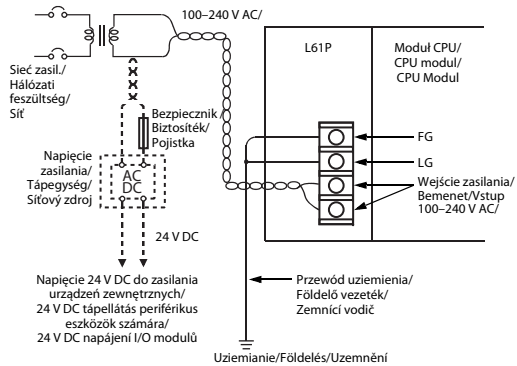 100–240 V AC/
L61P
Moduł CPU/
CPU modul/
CPU Modul
Sieć zasil./
Hálózati
feszültség/
Síť
Bezpiecznik/
Biztosíték/
Pojistka
FG
LG
Napięcie
zasilania/
Tápegység/
Síťový zdroj
AC
DC
Wejście zasilania/
Bemenet/Vstup
100–240 V AC/
24 V DC
Napięcie 24 V DC do zasilania
urządzeń zewnętrznych/
24 V DC tápellátás periférikus
eszközök számára/
24 V DC napájení I/O modulů
Przewód uziemienia/
Földelő vezeték/
Zemnící vodič
Uziemianie/Földelés/Uzemnění